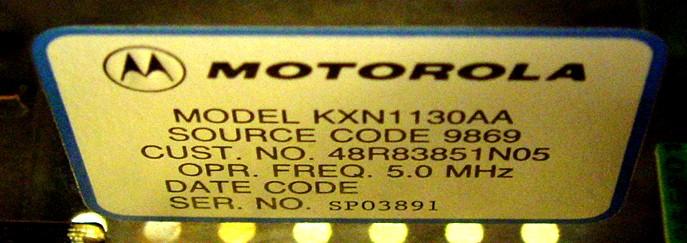 MOTOROLA
MODEL KXN1130AA
SOURCE CODE 9869
CUST. NO. 48R83851N05
OPR. FREQ. 5.0 MHz
DATE CODE
SER. NO. SP03891